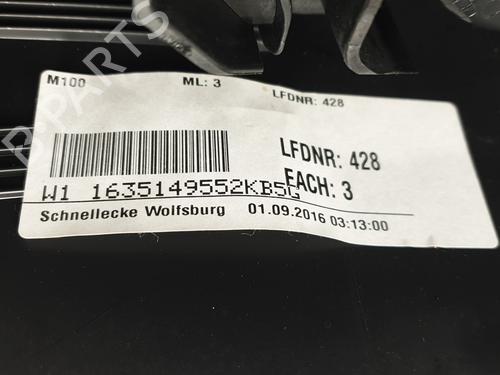 M100 ML: 3 LFDNR: 428
LFDNR: 428
FACH: 3
W1 1635149552KB5G
Schnellecke Wolfsburg 01.09.2016 03:13:00
B-PARTS